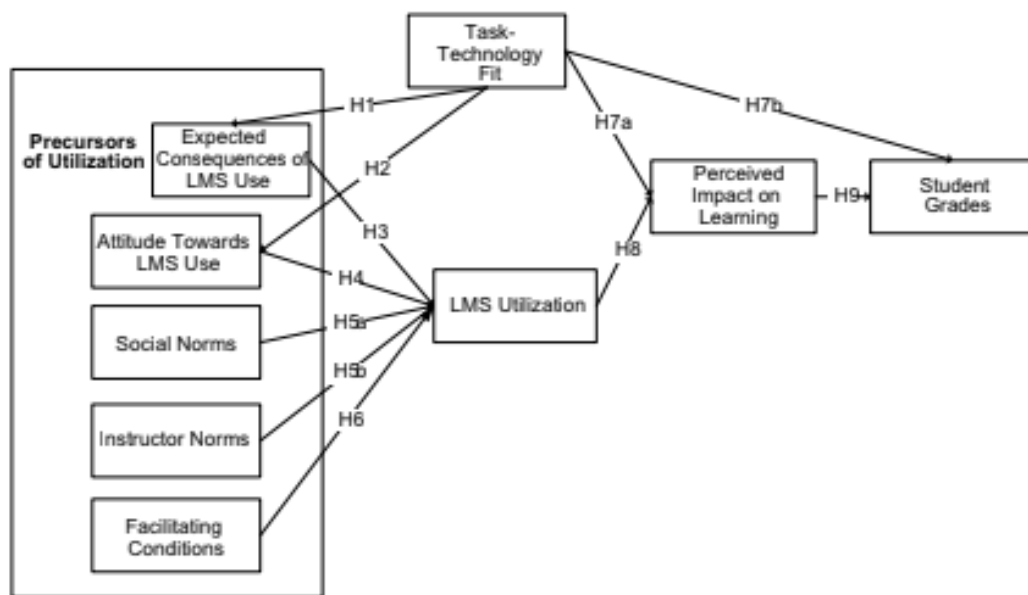 Task-
Technology
Fit
H1
H7b
H7a
Precursors
of Utilization
Expected
Consequences of
LMS Use
H2
Perceived
Impact on
Learning
H9
Student
Grades
H3
Attitude Towards
LMS Use
H4
H8
LMS Utilization
Social Norms
H5a
H5b
Instructor Norms
H6
Facilitating
Conditions